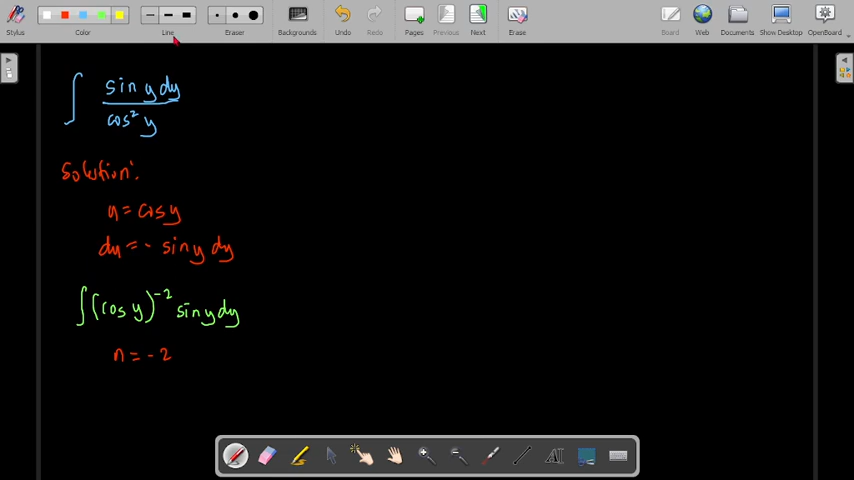 Stylus Color Line Eraser Backgrounds Undo Redo Pages Previous Next Erase Board Web Documents Show Desktop OpenBoard
∫ sin y dy / cos² y
Solution:
u = cos y
du = - sin y dy
∫ (cos y)⁻² sin y dy
n = - 2